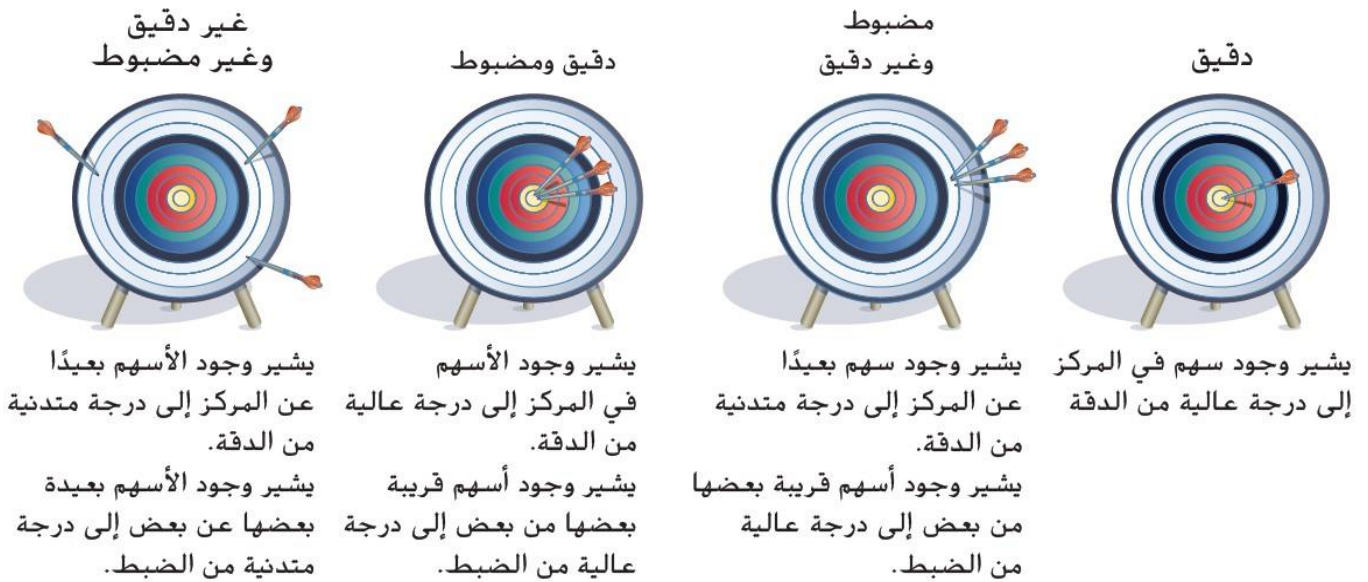 دقيق
يشير وجود سهم في المركز
إلى درجة عالية من الدقة
مضبوط
وغير دقيق
يشير وجود سهم بعيدًا
عن المركز إلى درجة متدنية
من الدقة.
يشير وجود أسهم قريبة بعضها
من بعض إلى درجة عالية
من الضبط.
دقيق ومضبوط
يشير وجود الأسهم
في المركز إلى درجة عالية
من الدقة.
يشير وجود أسهم قريبة
بعضها من بعض إلى درجة
عالية من الضبط.
غير دقيق
وغير مضبوط
يشير وجود الأسهم بعيدًا
عن المركز إلى درجة متدنية
من الدقة.
يشير وجود الأسهم بعيدة
بعضها عن بعض إلى درجة
متدنية من الضبط.